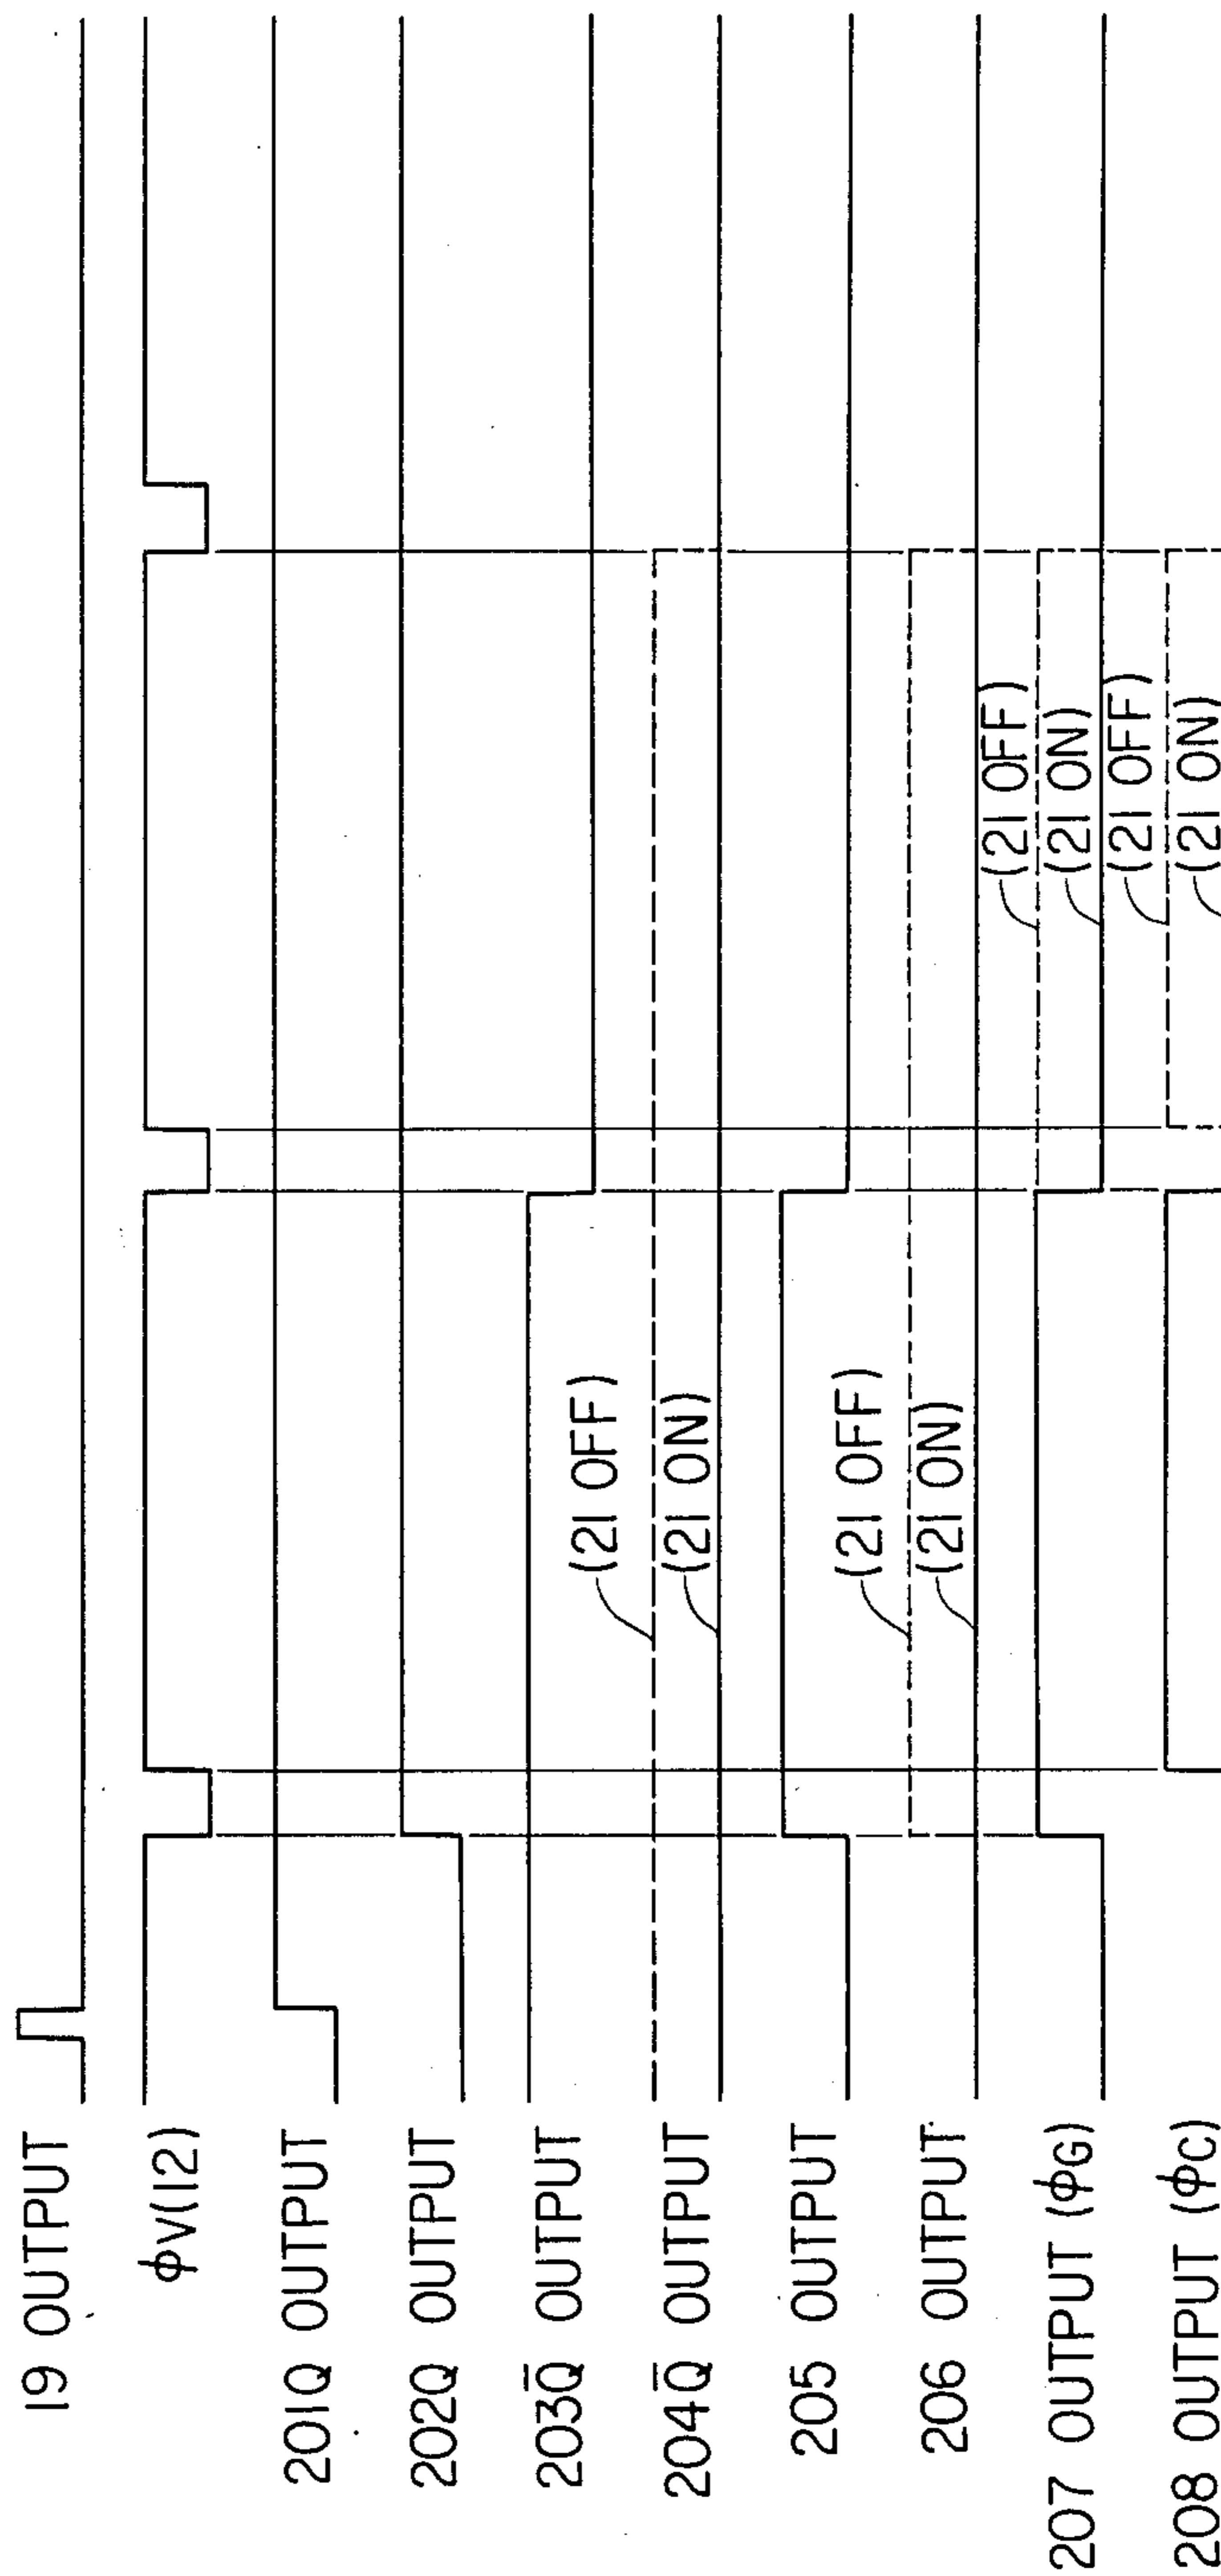 19 OUTPUT
ϕV(12)
201Q OUTPUT
202Q OUTPUT
203Q̄ OUTPUT
(21 OFF)
204Q̄ OUTPUT
(21 ON)
205 OUTPUT
(21 OFF)
206 OUTPUT
(21 ON)
(21 OFF)
207 OUTPUT (ϕG)
(21 ON)
(21 OFF)
208 OUTPUT (ϕC)
(21 ON)